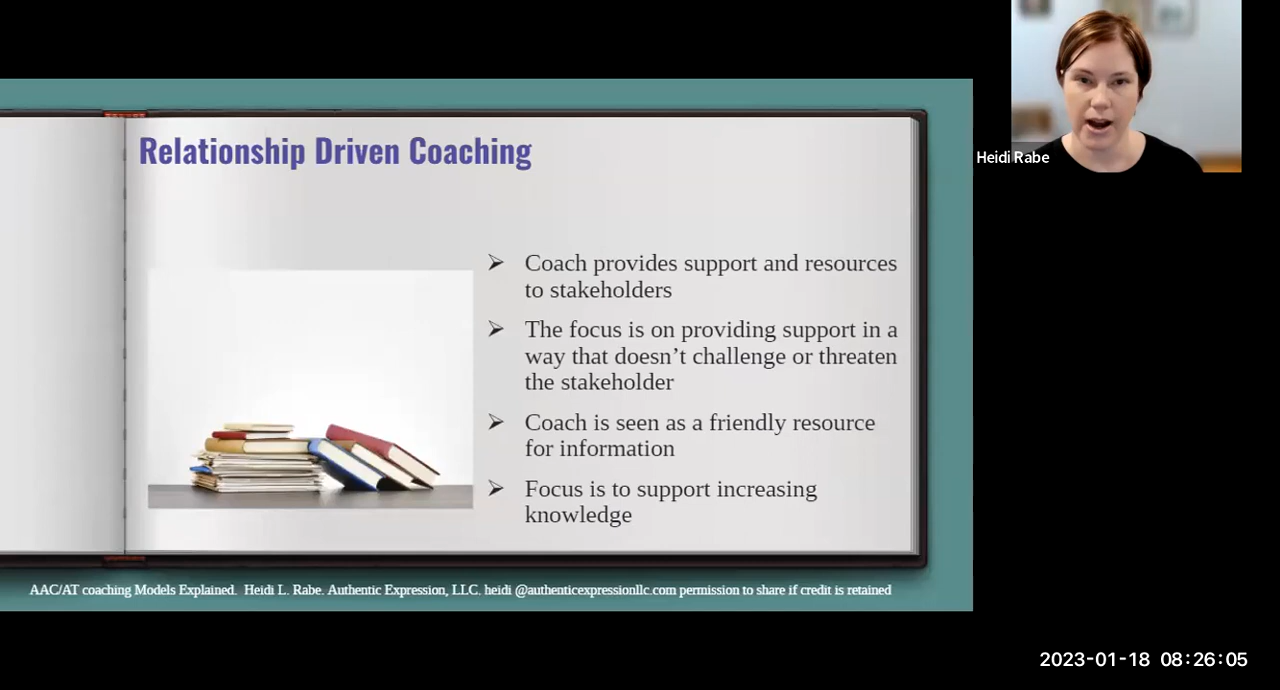 Relationship Driven Coaching
➢ Coach provides support and resources
to stakeholders
➢ The focus is on providing support in a
way that doesn’t challenge or threaten
the stakeholder
➢ Coach is seen as a friendly resource
for information
➢ Focus is to support increasing
knowledge
AAC/AT coaching Models Explained. Heidi L. Rabe. Authentic Expression, LLC. heidi @authenticexpressionllc.com permission to share if credit is retained
Heidi Rabe
2023-01-18 08:26:05